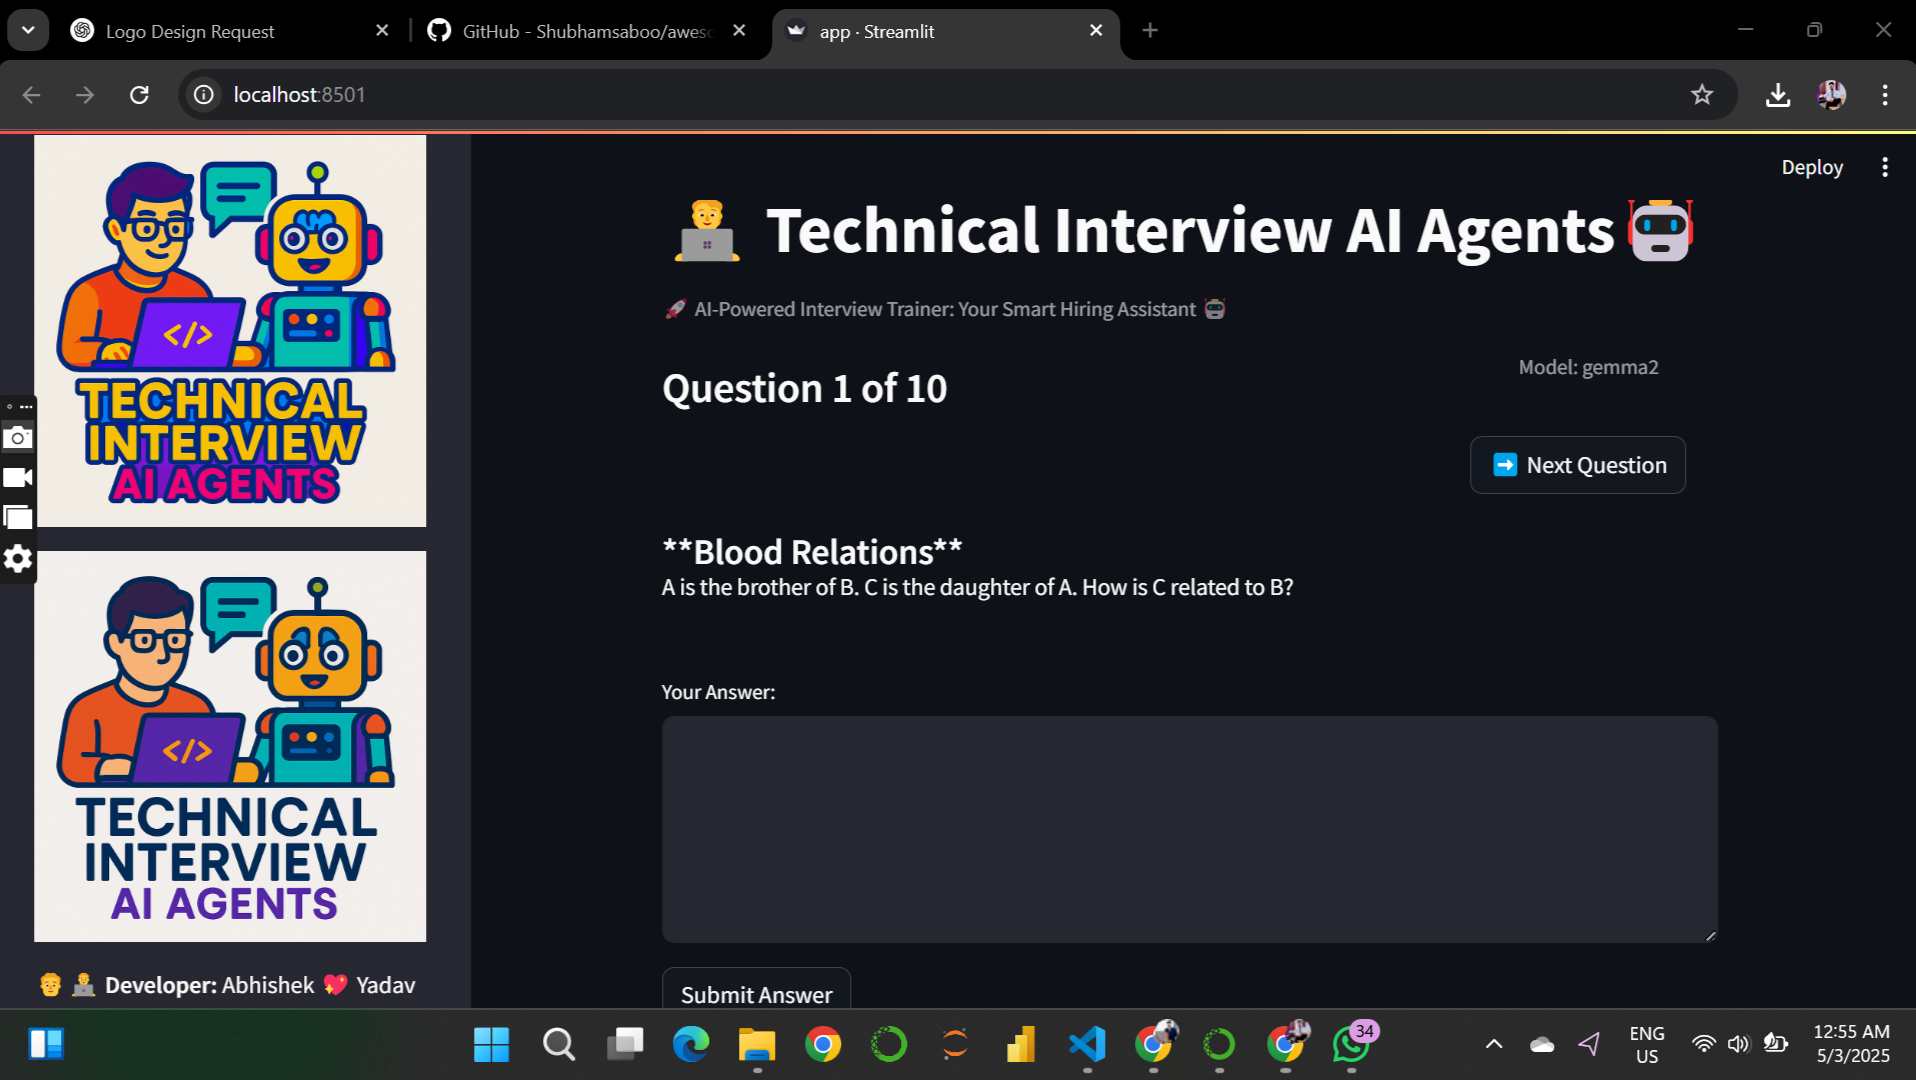 Logo Design Request
GitHub - Shubhamsaboo/aweso
app · Streamlit
localhost:8501
Deploy
Technical Interview AI Agents
🚀 AI-Powered Interview Trainer: Your Smart Hiring Assistant 🤖
Model: gemma2
Question 1 of 10
➡️ Next Question
**Blood Relations**
A is the brother of B. C is the daughter of A. How is C related to B?
Your Answer:
Submit Answer
</>
TECHNICAL
INTERVIEW
AI AGENTS
</>
TECHNICAL
INTERVIEW
AI AGENTS
Developer: Abhishek 💖 Yadav
34
ENG
US
12:55 AM
5/3/2025